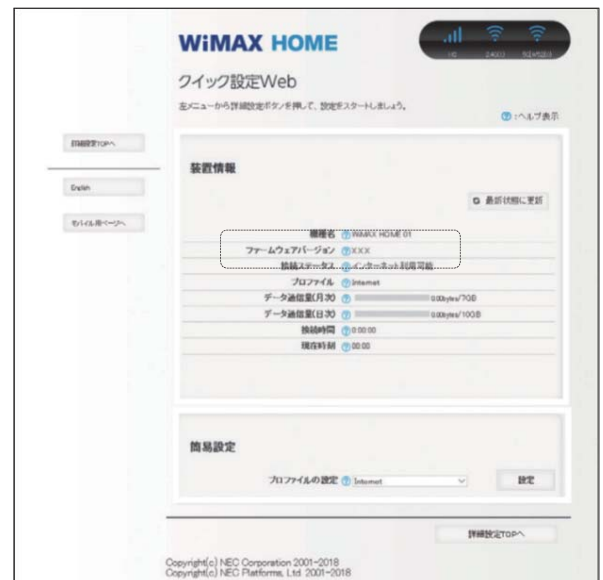 WiMAX HOME
HS 2.4GHz 5GHz
クイック設定Web
左メニューから詳細設定ボタンを押して、設定をスタートしましょう。
? :ヘルプ表示
詳細設定TOPへ
English
モバイル用ページへ
装置情報
最新状態に更新
機種名 ? WiMAX HOME 01
ファームウェアバージョン ? XXX
接続ステータス ? インターネット利用可能
プロファイル ? Internet
データ通信量(月次) ? 0.00bytes/7GB
データ通信量(日次) ? 0.00bytes/10GB
接続時間 ? 0:00:00
現在時刻 ? 00:00
簡易設定
プロファイルの設定 ? Internet 設定
詳細設定TOPへ
Copyright(c) NEC Corporation 2001-2018
Copyright(c) NEC Platforms, Ltd. 2001-2018